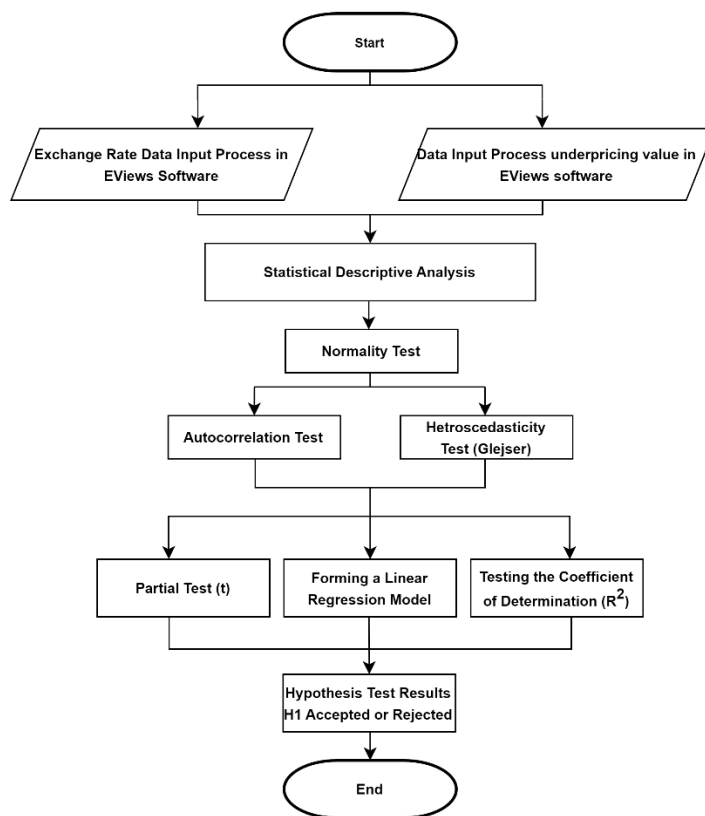 Start
Exchange Rate Data Input Process in
EViews Software
Data Input Process underpricing value in
EViews software
Statistical Descriptive Analysis
Normality Test
Autocorrelation Test
Hetroscedasticity
Test (Glejser)
Partial Test (t)
Forming a Linear
Regression Model
Testing the Coefficient
of Determination (R²)
Hypothesis Test Results
H1 Accepted or Rejected
End